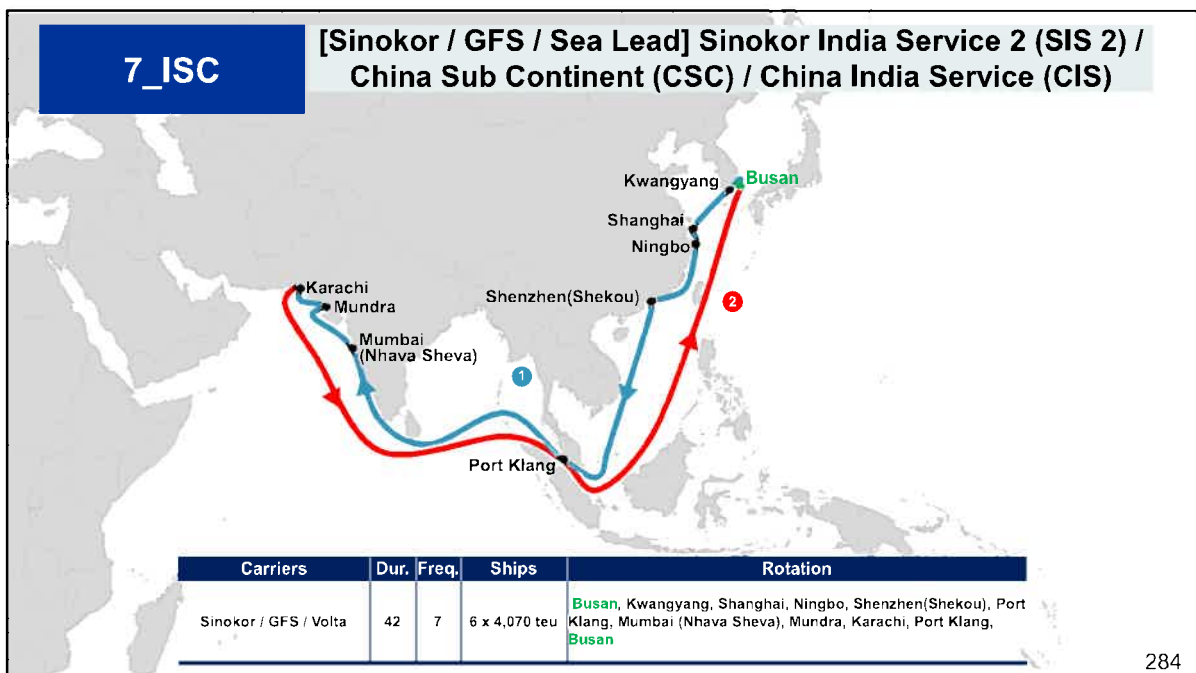 7_ISC
[Sinokor / GFS / Sea Lead] Sinokor India Service 2 (SIS 2) /
China Sub Continent (CSC) / China India Service (CIS)
Busan
Kwangyang
Shanghai
Ningbo
Shenzhen(Shekou)
Karachi
Mundra
Mumbai
(Nhava Sheva)
1
2
Port Klang
Carriers Dur. Freq. Ships Rotation
Sinokor / GFS / Volta 42 7 6 x 4,070 teu
Busan, Kwangyang, Shanghai, Ningbo, Shenzhen(Shekou), Port
Klang, Mumbai (Nhava Sheva), Mundra, Karachi, Port Klang,
Busan
284